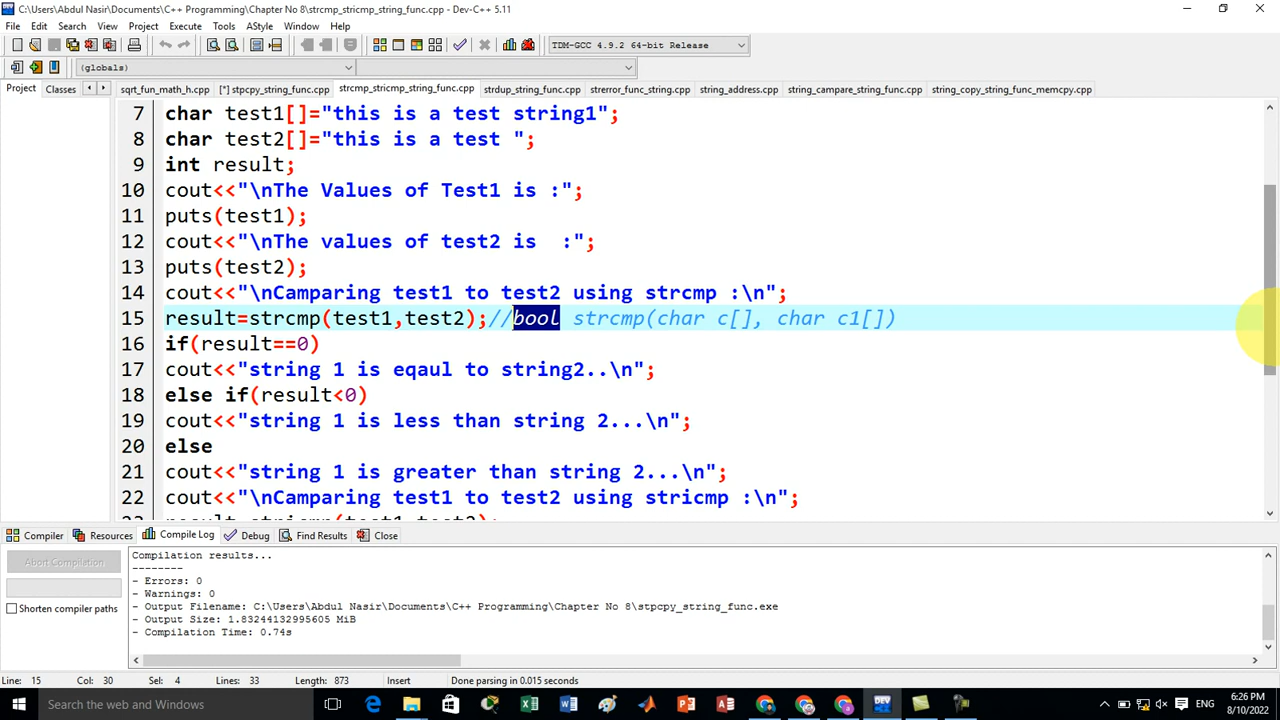 C:\Users\Abdul Nasir\Documents\C++ Programming\Chapter No 8\strcmp_stricmp_string_func.cpp - Dev-C++ 5.11
File Edit Search View Project Execute Tools AStyle Window Help
TDM-GCC 4.9.2 64-bit Release
(globals)
Project Classes sqrt_fun_math_h.cpp [*] stpcpy_string_func.cpp strcmp_stricmp_string_func.cpp strdup_string_func.cpp strerror_func_string.cpp string_address.cpp string_campare_string_func.cpp string_copy_string_func_memcpy.cpp
7 char test1[]="this is a test string1";
8 char test2[]="this is a test ";
9 int result;
10 cout<<"\nThe Values of Test1 is :";
11 puts(test1);
12 cout<<"\nThe values of test2 is  :";
13 puts(test2);
14 cout<<"\nCamparing test1 to test2 using strcmp :\n";
15 result=strcmp(test1,test2);//bool strcmp(char c[], char c1[])
16 if(result==0)
17 cout<<"string 1 is eqaul to string2..\n";
18 else if(result<0)
19 cout<<"string 1 is less than string 2...\n";
20 else
21 cout<<"string 1 is greater than string 2...\n";
22 cout<<"\nCamparing test1 to test2 using stricmp :\n";
Compiler Resources Compile Log Debug Find Results Close
Abort Compilation
Shorten compiler paths
Compilation results...
--------
- Errors: 0
- Warnings: 0
- Output Filename: C:\Users\Abdul Nasir\Documents\C++ Programming\Chapter No 8\stpcpy_string_func.exe
- Output Size: 1.83244132995605 MiB
- Compilation Time: 0.74s
Line: 15 Col: 30 Sel: 4 Lines: 33 Length: 873 Insert Done parsing in 0.015 seconds
Search the web and Windows
ENG
6:26 PM
8/10/2022